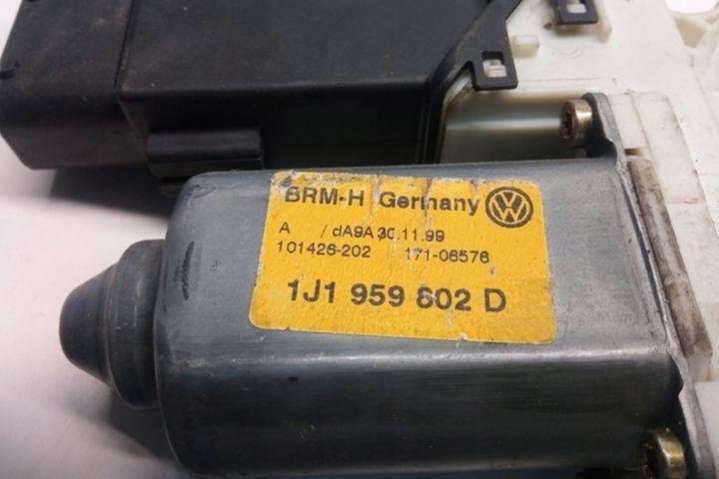 BRM-H Germany
A / dA9A 30.11.99
101426-202 171-06576
1J1 959 802 D